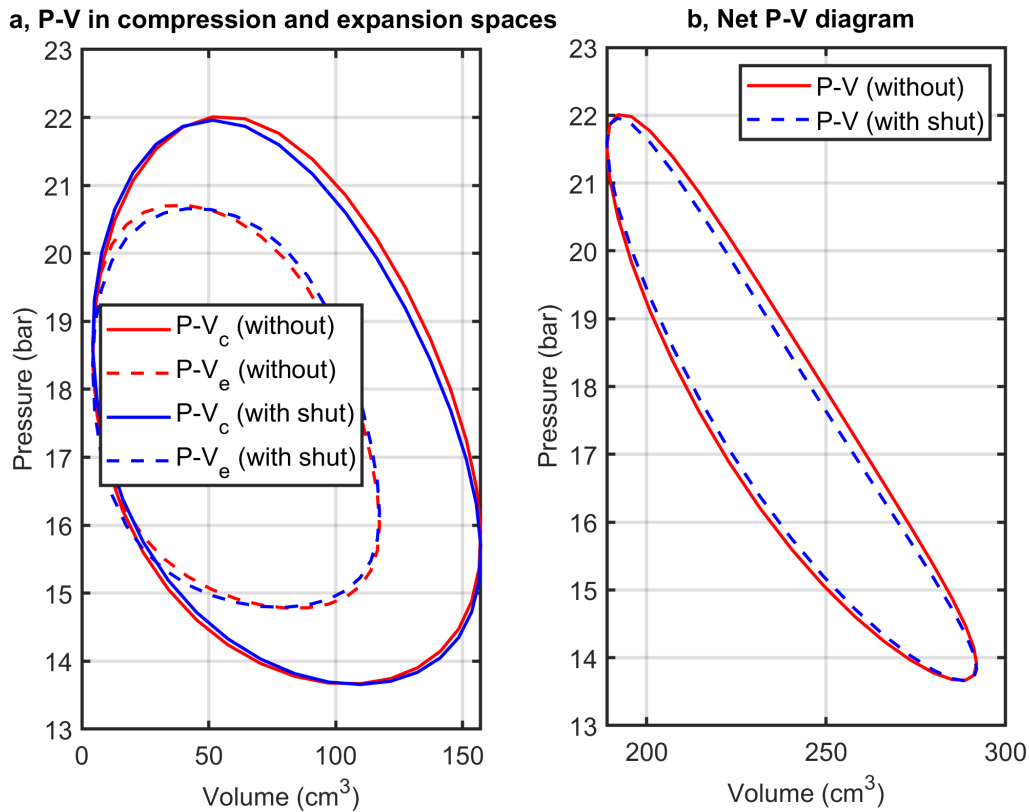 a, P-V in compression and expansion spaces
23
22
21
20
19
18
17
16
15
14
13
Pressure (bar)
P-Vc (without)
P-Ve (without)
P-Vc (with shut)
P-Ve (with shut)
0
50
100
150
Volume (cm3)
b, Net P-V diagram
23
22
21
20
19
18
17
16
15
14
13
Pressure (bar)
P-V (without)
P-V (with shut)
200
250
300
Volume (cm3)